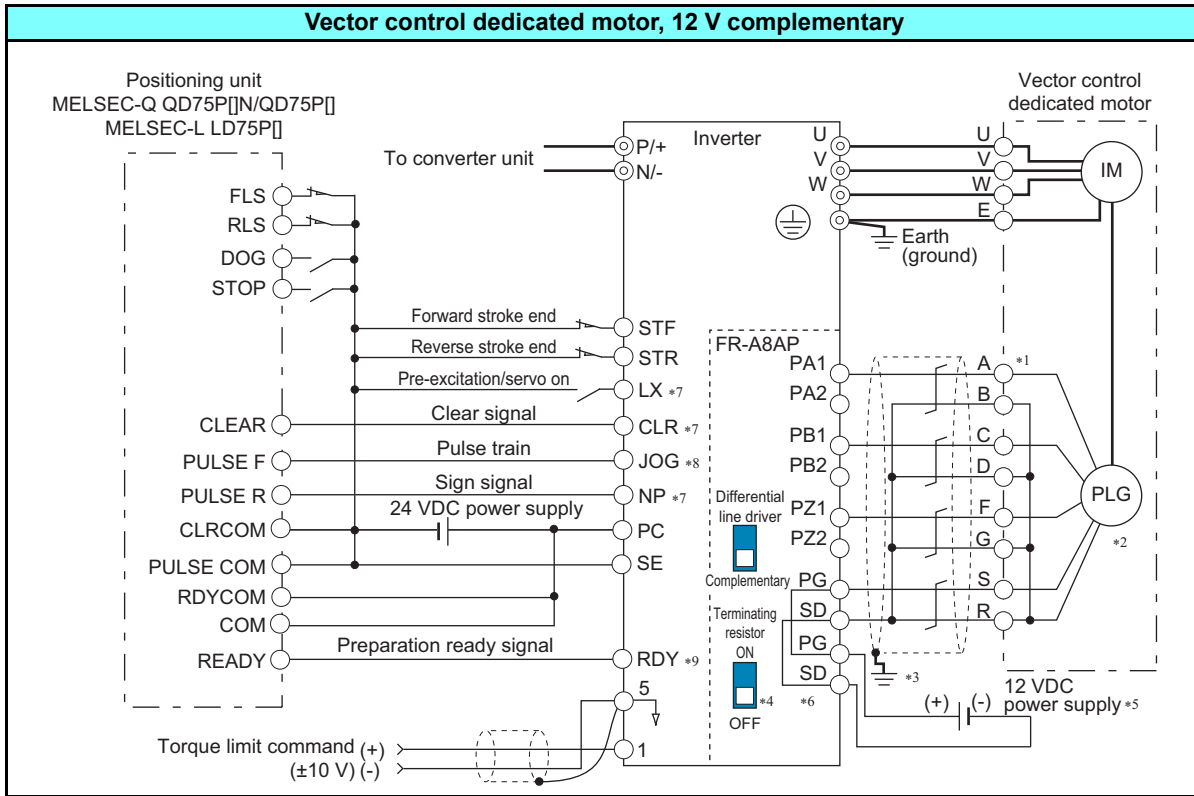 Vector control dedicated motor, 12 V complementary
Positioning unit
MELSEC-Q QD75P[]N/QD75P[]
MELSEC-L LD75P[]
FLS
RLS
DOG
STOP
CLEAR
PULSE F
PULSE R
CLRCOM
PULSE COM
RDYCOM
COM
READY
To converter unit
Forward stroke end
Reverse stroke end
Pre-excitation/servo on
Clear signal
Pulse train
Sign signal
24 VDC power supply
Preparation ready signal
Torque limit command (+)
(±10 V) (-)
Inverter
P/+
N/-
STF
STR
LX *7
CLR *7
JOG *8
NP *7
PC
SE
RDY *9
5
1
U
V
W
Earth
(ground)
FR-A8AP
PA1
PA2
PB1
PB2
PZ1
PZ2
PG
SD
PG
SD
*6
Differential
line driver
Complementary
Terminating
resistor
ON
*4
OFF
*3
Vector control
dedicated motor
U
V
W
E
IM
A *1
B
C
D
F
G
S
R
PLG
*2
12 VDC
(+) (-) power supply *5